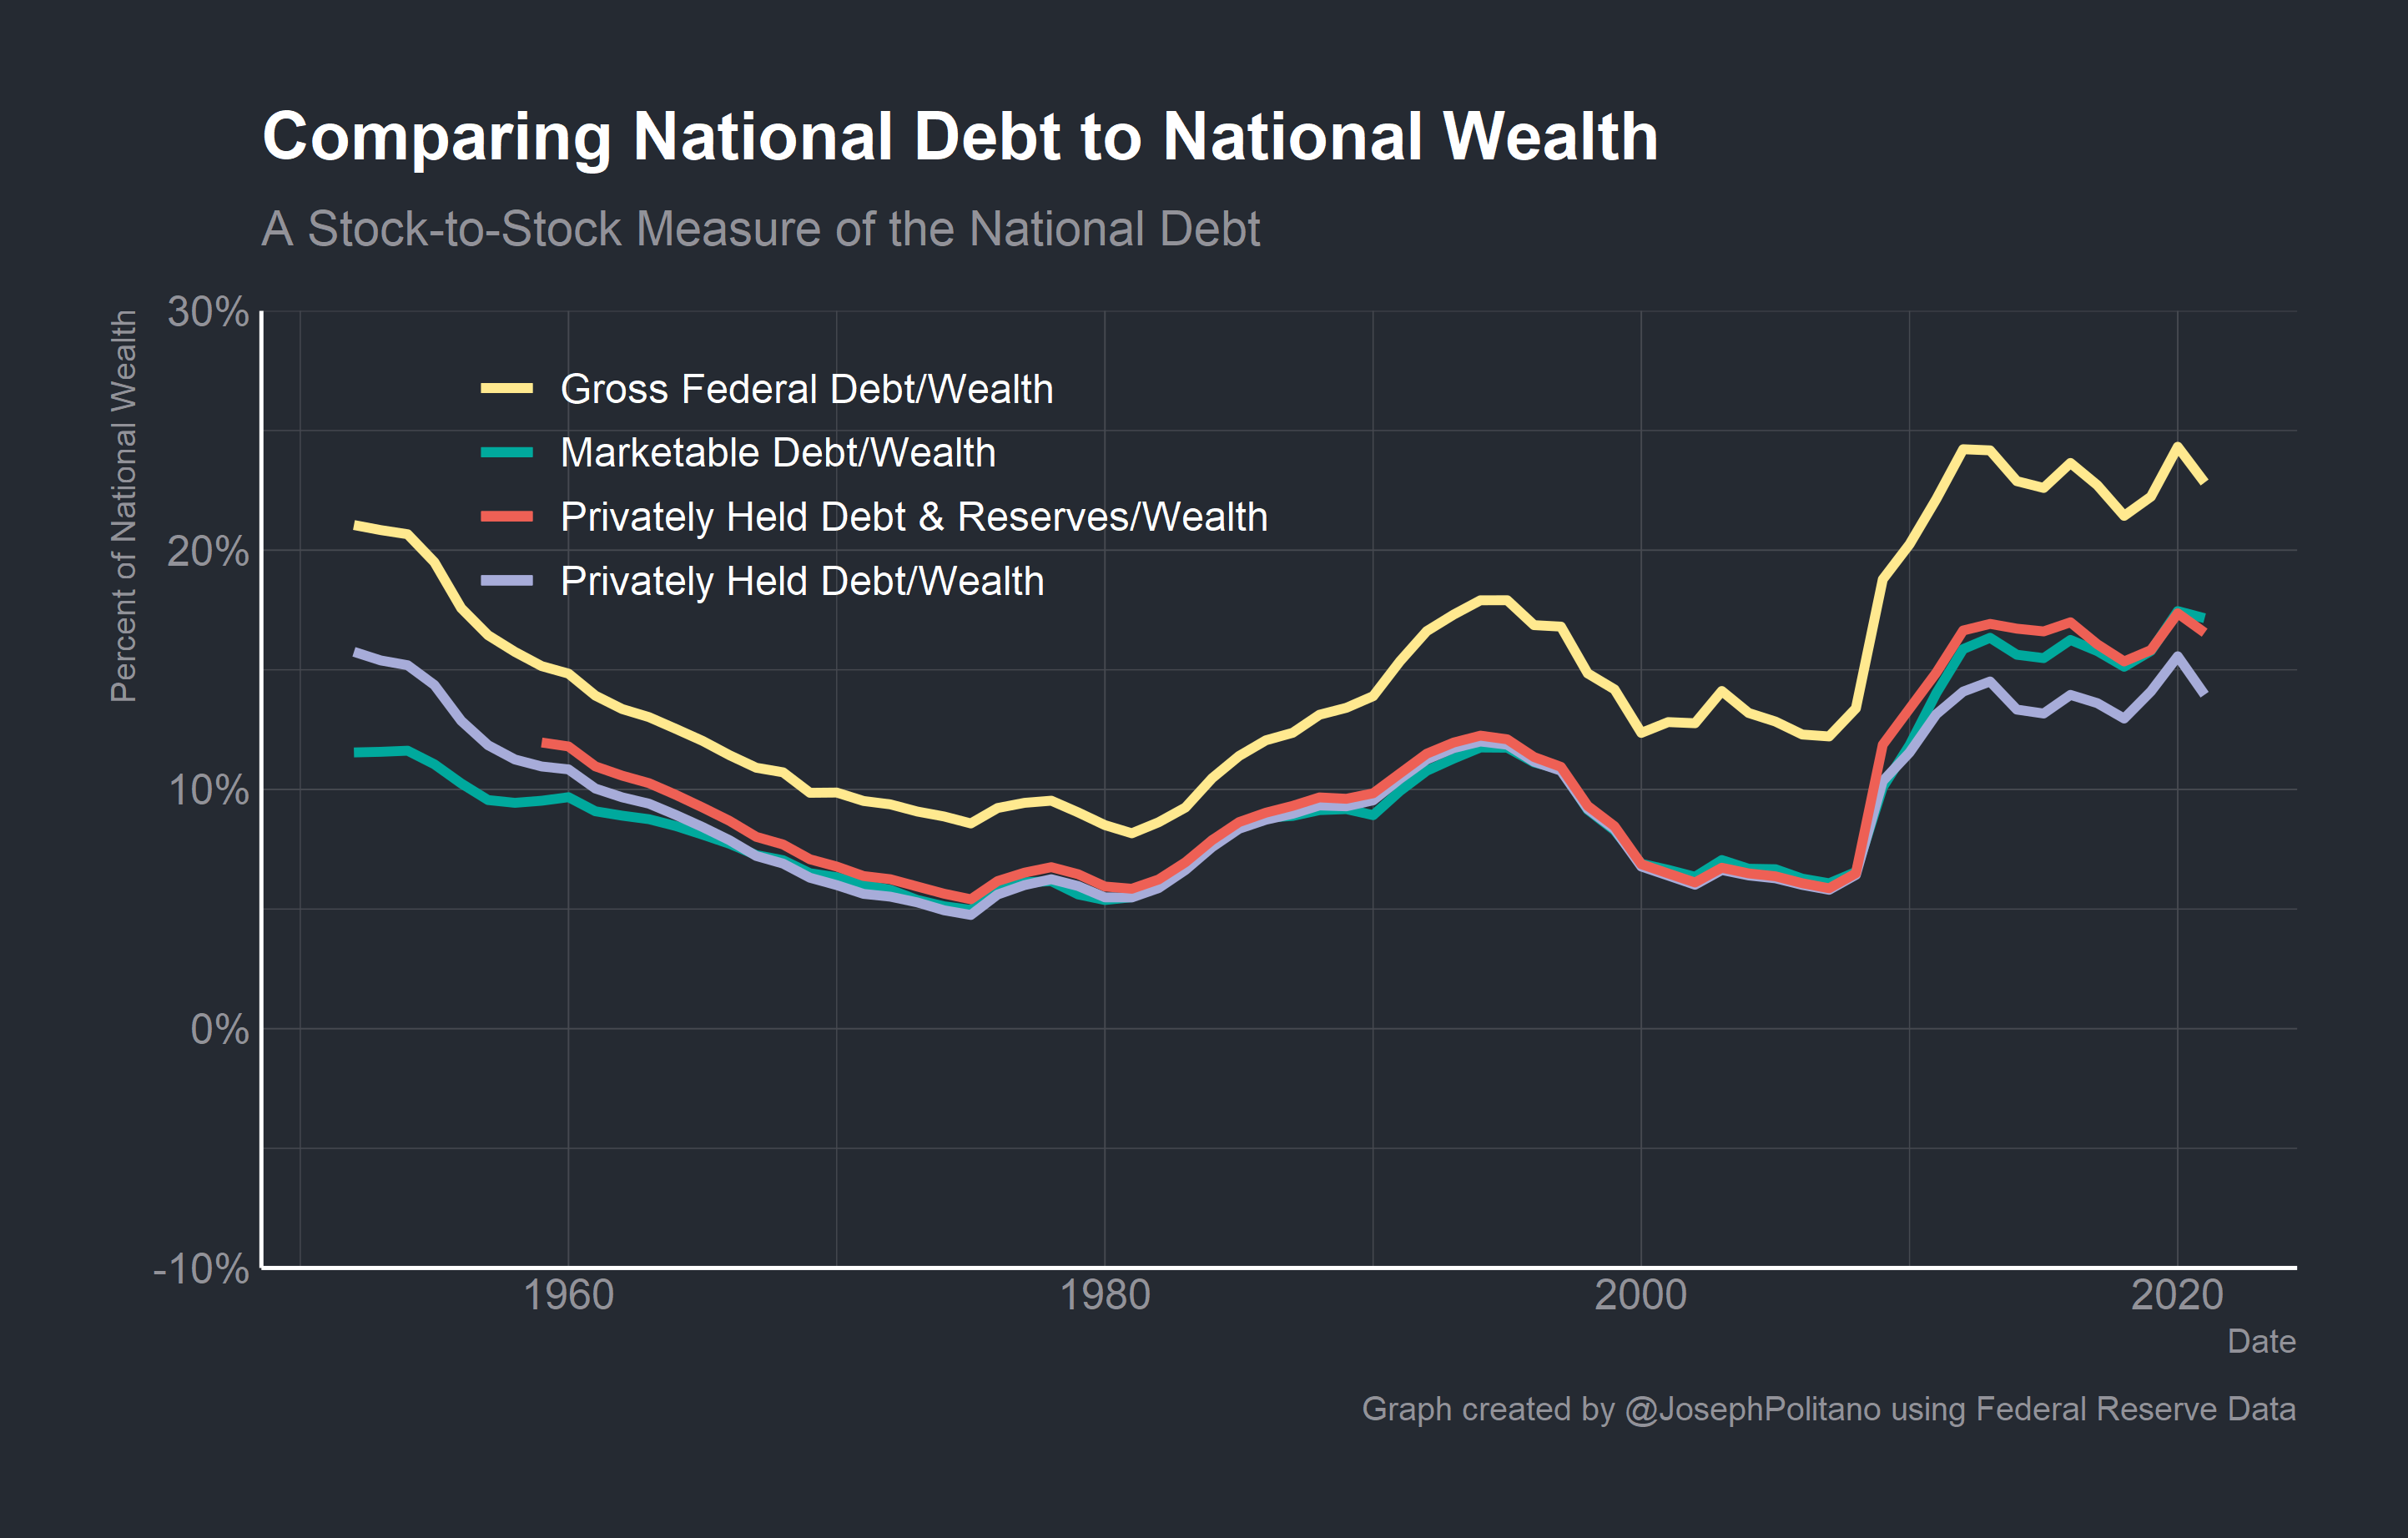 Comparing National Debt to National Wealth
A Stock-to-Stock Measure of the National Debt
Percent of National Wealth
30%
20%
10%
0%
-10%
Gross Federal Debt/Wealth
Marketable Debt/Wealth
Privately Held Debt & Reserves/Wealth
Privately Held Debt/Wealth
1960
1980
2000
2020
Date
Graph created by @JosephPolitano using Federal Reserve Data